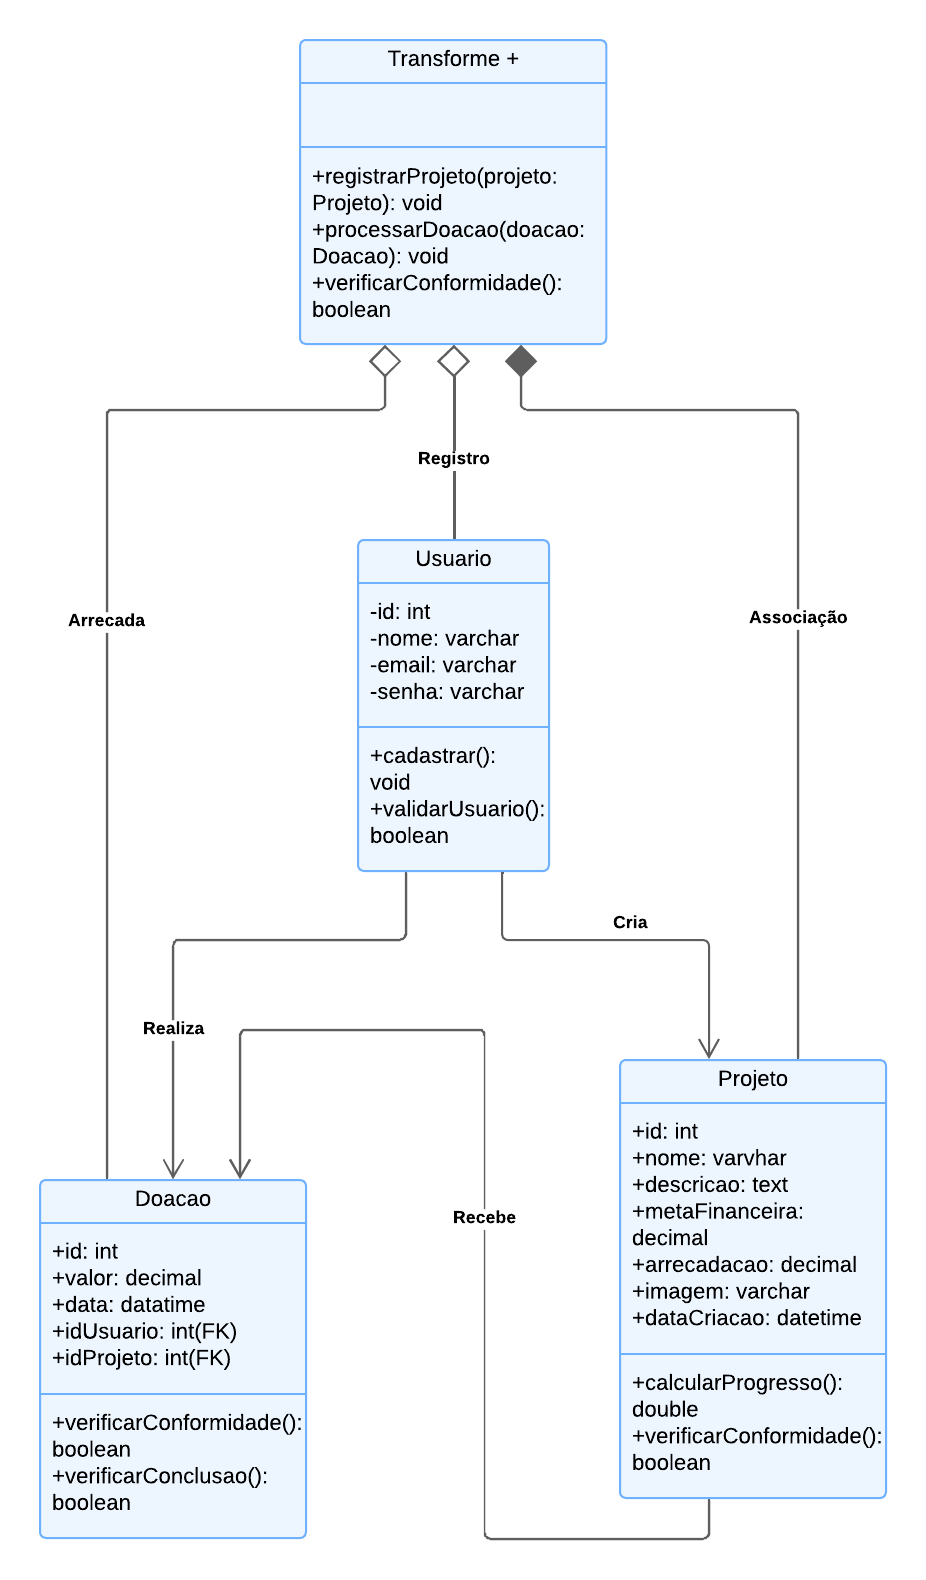 Transforme +
+registrarProjeto(projeto:
Projeto): void
+processarDoacao(doacao:
Doacao): void
+verificarConformidade():
boolean
Registro
Arrecada
Associação
Usuario
-id: int
-nome: varchar
-email: varchar
-senha: varchar
+cadastrar():
void
+validarUsuario():
boolean
Cria
Realiza
Recebe
Projeto
+id: int
+nome: varvhar
+descricao: text
+metaFinanceira:
decimal
+arrecadacao: decimal
+imagem: varchar
+dataCriacao: datetime
+calcularProgresso():
double
+verificarConformidade():
boolean
Doacao
+id: int
+valor: decimal
+data: datatime
+idUsuario: int(FK)
+idProjeto: int(FK)
+verificarConformidade():
boolean
+verificarConclusao():
boolean